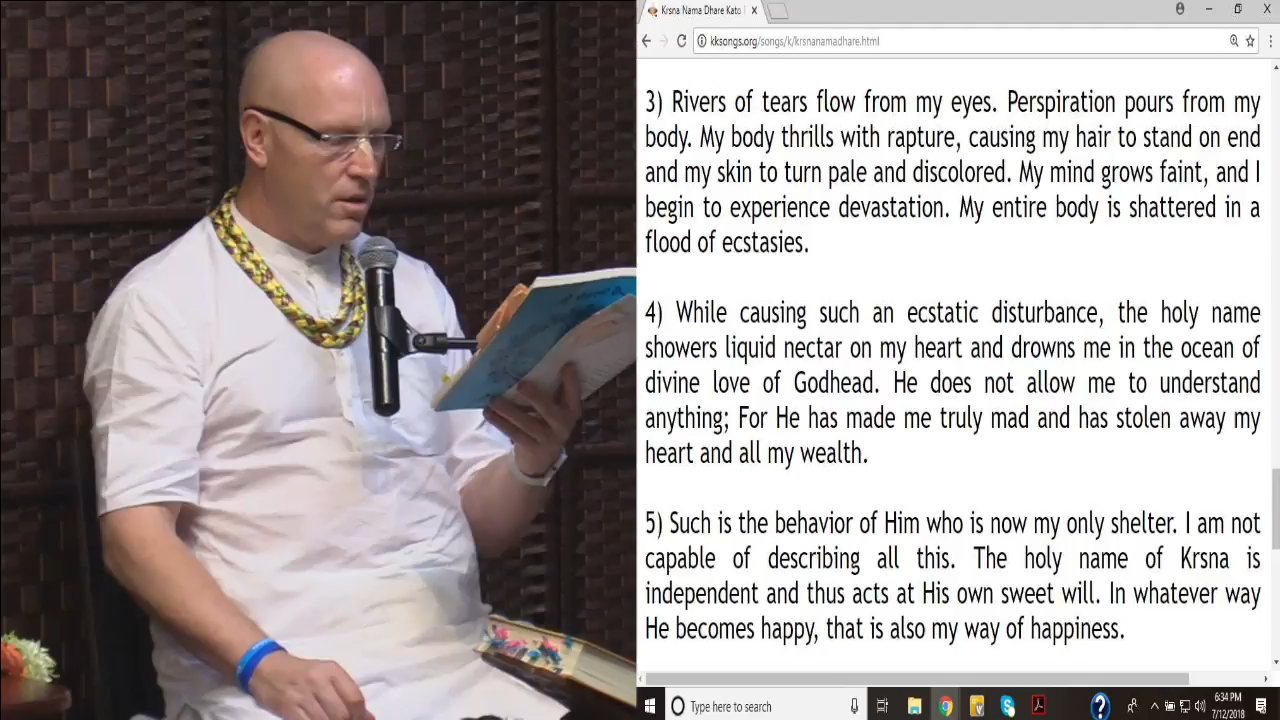 Krsna Nama Dhare Kato
kksongs.org/songs/k/krsnanamadhare.html
3) Rivers of tears flow from my eyes. Perspiration pours from my
body. My body thrills with rapture, causing my hair to stand on end
and my skin to turn pale and discolored. My mind grows faint, and I
begin to experience devastation. My entire body is shattered in a
flood of ecstasies.
4) While causing such an ecstatic disturbance, the holy name
showers liquid nectar on my heart and drowns me in the ocean of
divine love of Godhead. He does not allow me to understand
anything; For He has made me truly mad and has stolen away my
heart and all my wealth.
5) Such is the behavior of Him who is now my only shelter. I am not
capable of describing all this. The holy name of Krsna is
independent and thus acts at His own sweet will. In whatever way
He becomes happy, that is also my way of happiness.
Type here to search
6:34 PM
7/12/2018